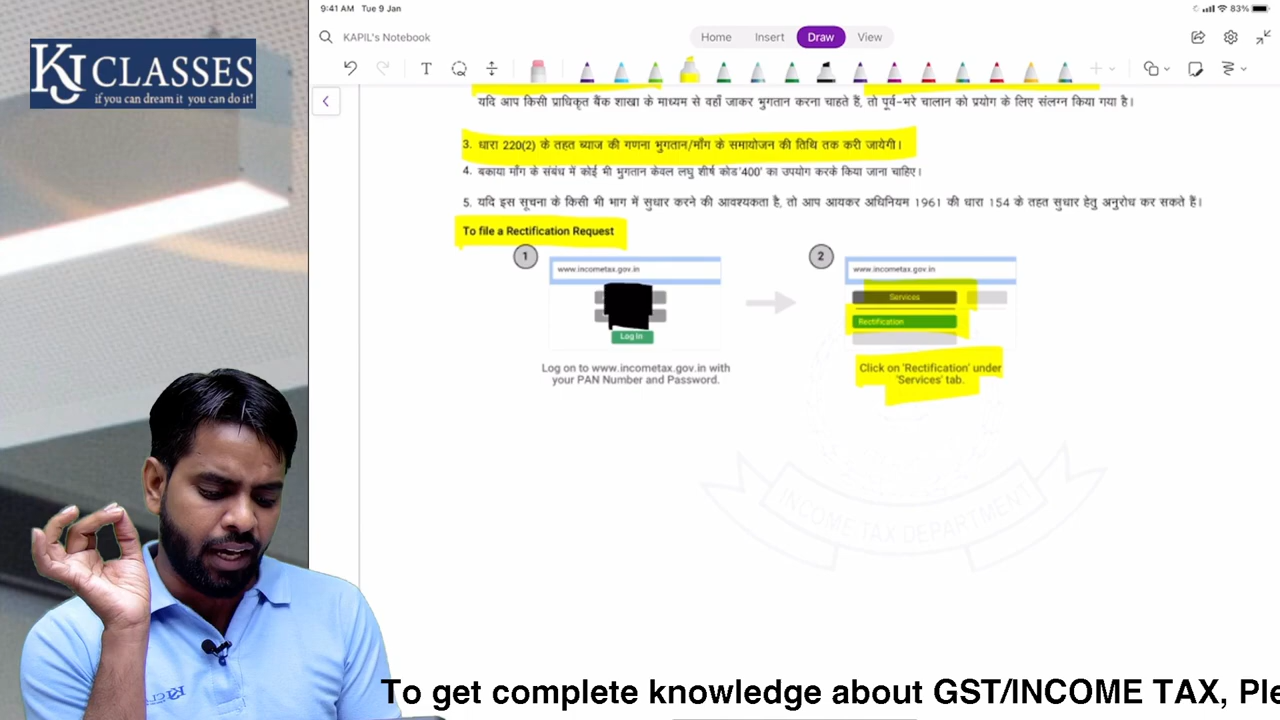 9:41 AM Tue 9 Jan
83%
KAPIL's Notebook
Home Insert Draw View
KJ CLASSES
if you can dream it you can do it!
यदि आप किसी प्राधिकृत बैंक शाखा के माध्यम से वहाँ जाकर भुगतान करना चाहते हैं, तो पूर्व-भरे चालान को प्रयोग के लिए संलग्न किया गया है।
3. धारा 220(2) के तहत ब्याज की गणना भुगतान/माँग के समायोजन की तिथि तक करी जायेगी।
4. बकाया माँग के संबंध में कोई भी भुगतान केवल लघु शीर्ष कोड'400' का उपयोग करके किया जाना चाहिए।
5. यदि इस सूचना के किसी भी भाग में सुधार करने की आवश्यकता है, तो आप आयकर अधिनियम 1961 की धारा 154 के तहत सुधार हेतु अनुरोध कर सकते हैं।
To file a Rectification Request
1
www.incometax.gov.in
Log In
Log on to www.incometax.gov.in with
your PAN Number and Password.
2
www.incometax.gov.in
Services
Rectification
Click on 'Rectification' under
'Services' tab.
INCOME TAX DEPARTMENT
To get complete knowledge about GST/INCOME TAX, Ple